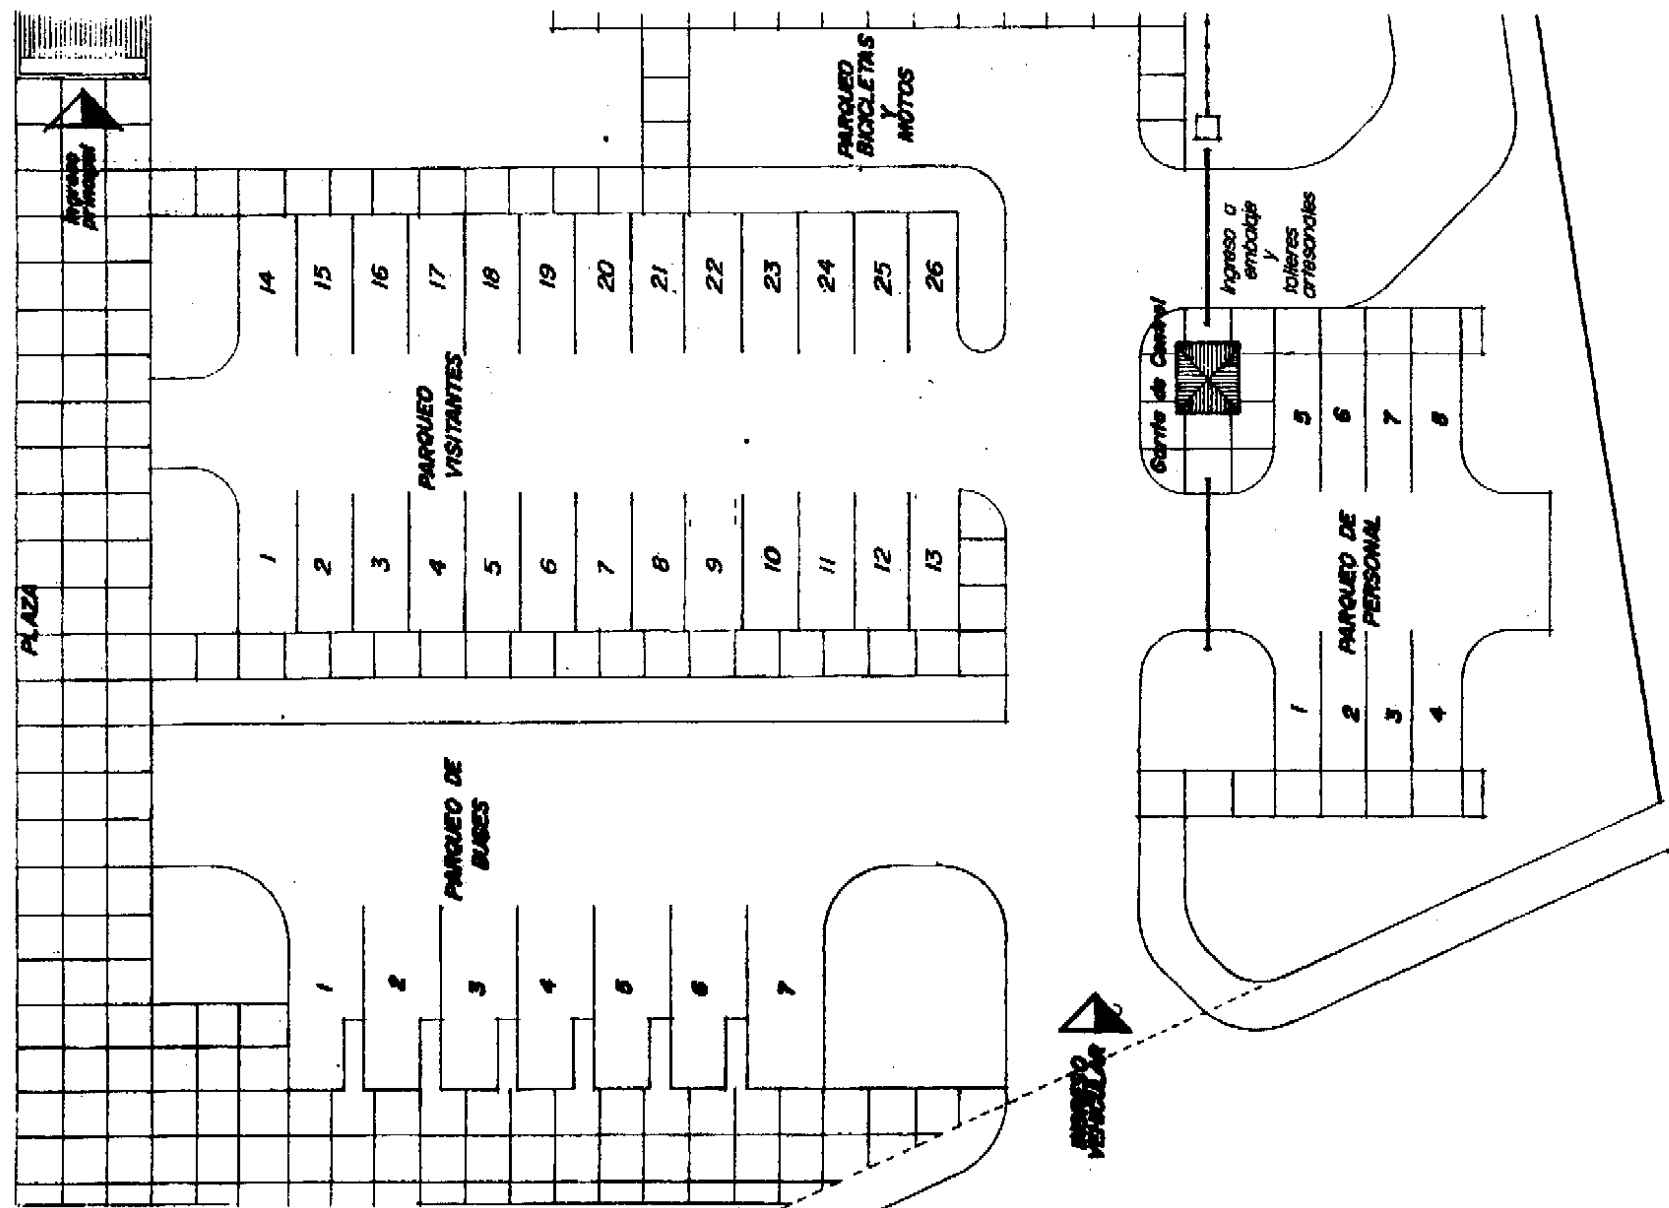 Ingreso
principal
PLAZA
PARQUEO
BICICLETAS
Y
MOTOS
14 15 16 17 18 19 20 21 22 23 24 25 26
PARQUEO
VISITANTES
1 2 3 4 5 6 7 8 9 10 11 12 13
Ingreso a
embalaje
y
talleres
artesanales
Garita de Control
5 6 7 8
PARQUEO DE
PERSONAL
1 2 3 4
PARQUEO DE
BUSES
1 2 3 4 5 6 7
INGRESO
VEHICULAR